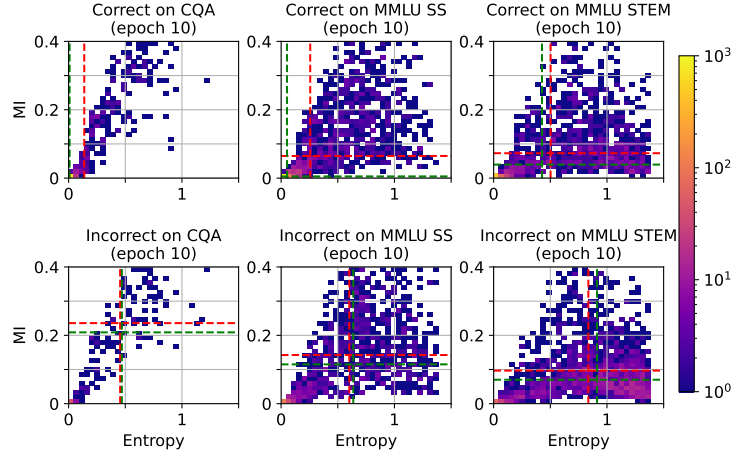 Correct on CQA
(epoch 10)
Correct on MMLU SS
(epoch 10)
Correct on MMLU STEM
(epoch 10)
MI
0.4
0.2
0
0
1
0.4
0.2
0
0
1
0.4
0.2
0
0
1
Incorrect on CQA
(epoch 10)
Incorrect on MMLU SS
(epoch 10)
Incorrect on MMLU STEM
(epoch 10)
MI
0.4
0.2
0
0
1
Entropy
0.4
0.2
0
0
1
Entropy
0.4
0.2
0
0
1
Entropy
10³
10²
10¹
10⁰